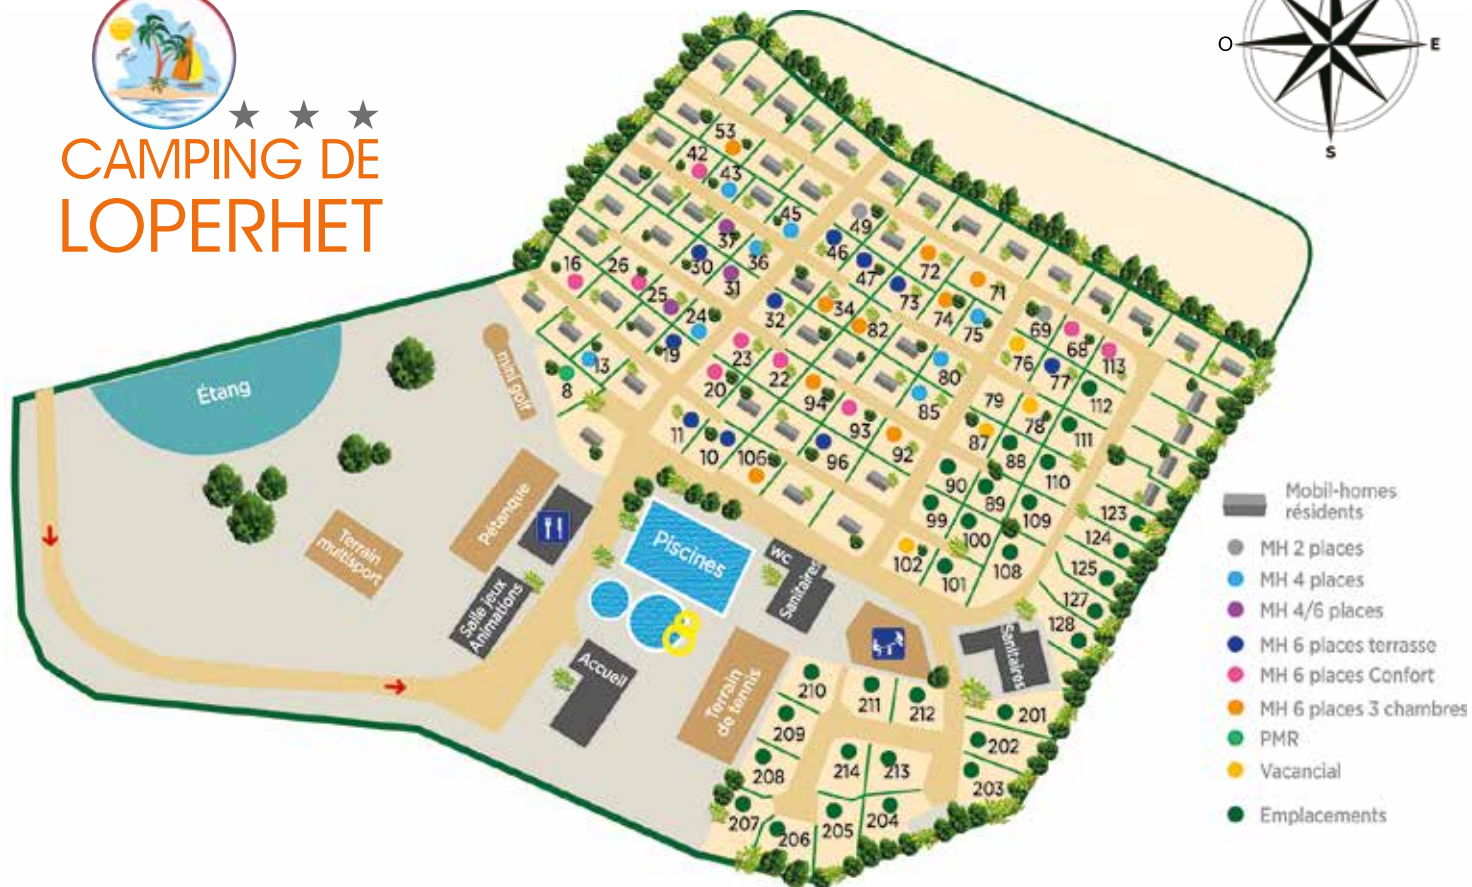 O
E
S
CAMPING DE
LOPERHET
53
42
43
45
49
37
36
46
30
47
72
16
26
31
71
25
73
24
32
34
74
69
82
75
68
19
23
76
113
13
22
77
8
20
80
94
79
112
85
78
93
11
87
111
10
106
96
92
88
110
90
89
99
109
123
100
124
102
101
108
125
127
128
Étang
mini golf
Pétanque
Terrain
multisport
Piscines
WC
Sanitaires
Salle jeux
Animations
Accueil
Terrain
de tennis
Sanitaires
210
211
212
201
209
202
208
214
213
203
207
206
205
204
Mobil-homes
résidents
MH 2 places
MH 4 places
MH 4/6 places
MH 6 places terrasse
MH 6 places Confort
MH 6 places 3 chambres
PMR
Vacancial
Emplacements